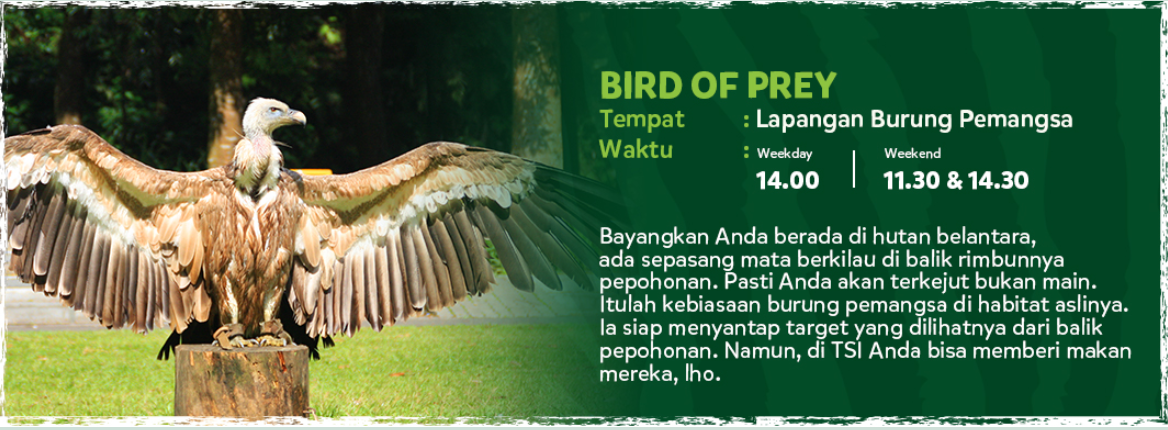 BIRD OF PREY
Tempat : Lapangan Burung Pemangsa
Waktu : Weekday | Weekend
14.00 11.30 & 14.30
Bayangkan Anda berada di hutan belantara,
ada sepasang mata berkilau di balik rimbunnya
pepohonan. Pasti Anda akan terkejut bukan main.
Itulah kebiasaan burung pemangsa di habitat aslinya.
Ia siap menyantap target yang dilihatnya dari balik
pepohonan. Namun, di TSI Anda bisa memberi makan
mereka, lho.